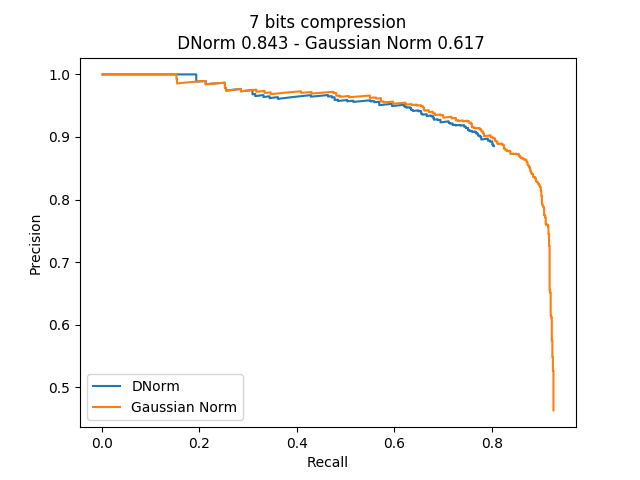 7 bits compression
DNorm 0.843 - Gaussian Norm 0.617
1.0
0.9
0.8
0.7
0.6
0.5
Precision
DNorm
Gaussian Norm
0.0
0.2
0.4
0.6
0.8
Recall